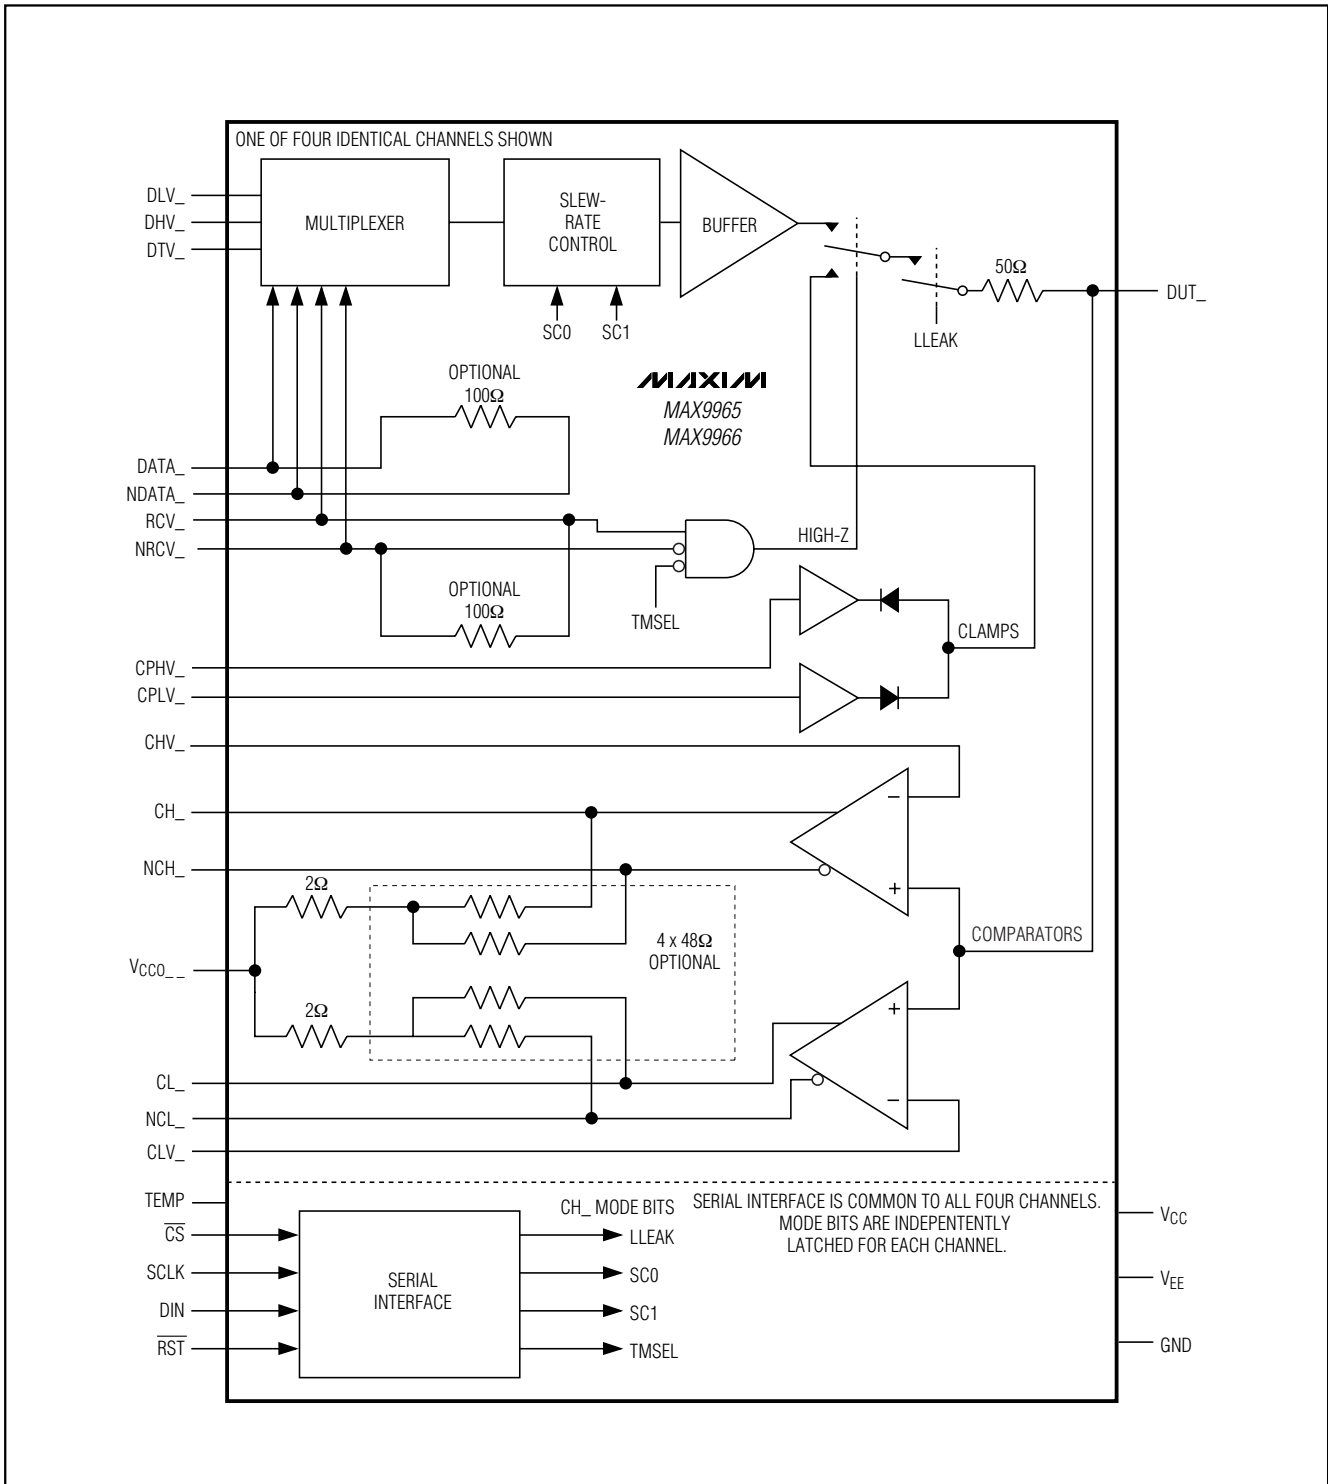 ONE OF FOUR IDENTICAL CHANNELS SHOWN
DLV_
DHV_
DTV_
MULTIPLEXER
SLEW-
RATE
CONTROL
BUFFER
SC0
SC1
50Ω
DUT_
LLEAK
OPTIONAL
100Ω
MAXIM
MAX9965
MAX9966
DATA_
NDATA_
RCV_
NRCV_
HIGH-Z
OPTIONAL
100Ω
TMSEL
CLAMPS
CPHV_
CPLV_
CHV_
CH_
NCH_
−
+
2Ω
4 x 48Ω
OPTIONAL
COMPARATORS
VCCO_ _
2Ω
+
−
CL_
NCL_
CLV_
TEMP
CS
SCLK
DIN
RST
SERIAL
INTERFACE
CH_ MODE BITS
LLEAK
SC0
SC1
TMSEL
SERIAL INTERFACE IS COMMON TO ALL FOUR CHANNELS.
MODE BITS ARE INDEPENTENTLY
LATCHED FOR EACH CHANNEL.
VCC
VEE
GND